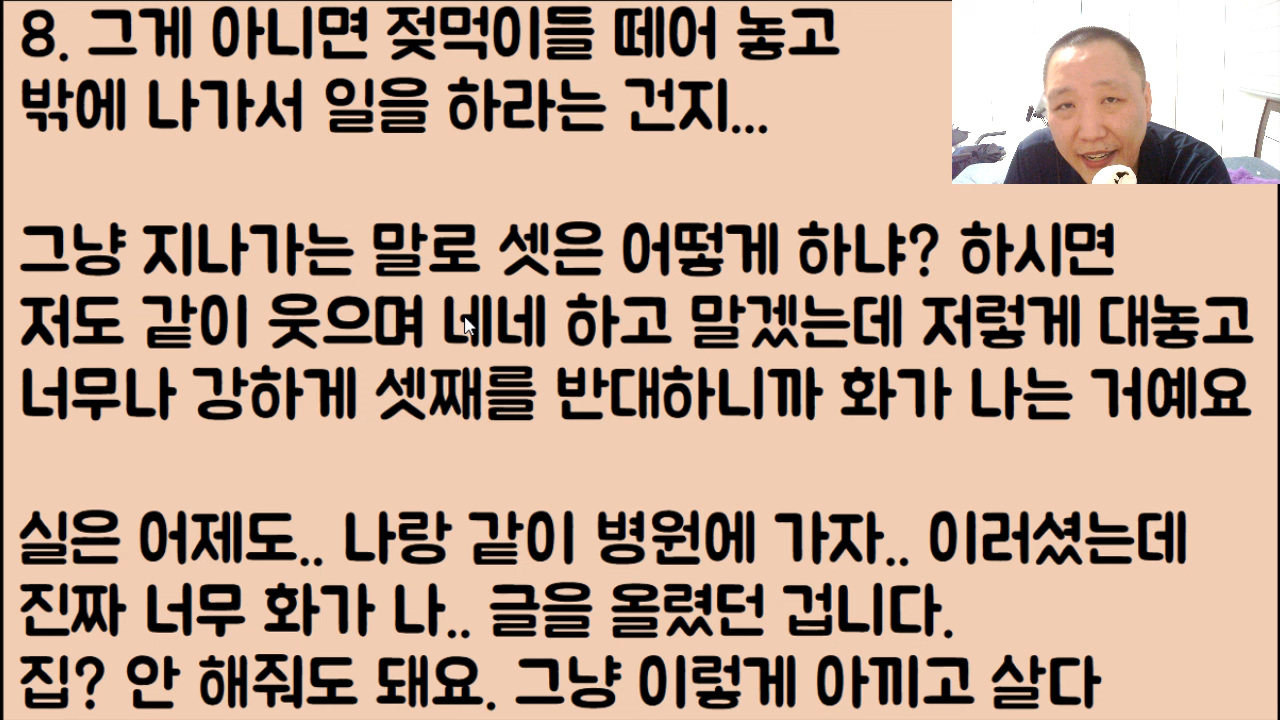 8. 그게 아니면 젖먹이들 떼어 놓고
밖에 나가서 일을 하라는 건지...
그냥 지나가는 말로 셋은 어떻게 하냐? 하시면
저도 같이 웃으며 네네 하고 말겠는데 저렇게 대놓고
너무나 강하게 셋째를 반대하니까 화가 나는 거예요
실은 어제도.. 나랑 같이 병원에 가자.. 이러셨는데
진짜 너무 화가 나.. 글을 올렸던 겁니다.
집? 안 해줘도 돼요. 그냥 이렇게 아끼고 살다